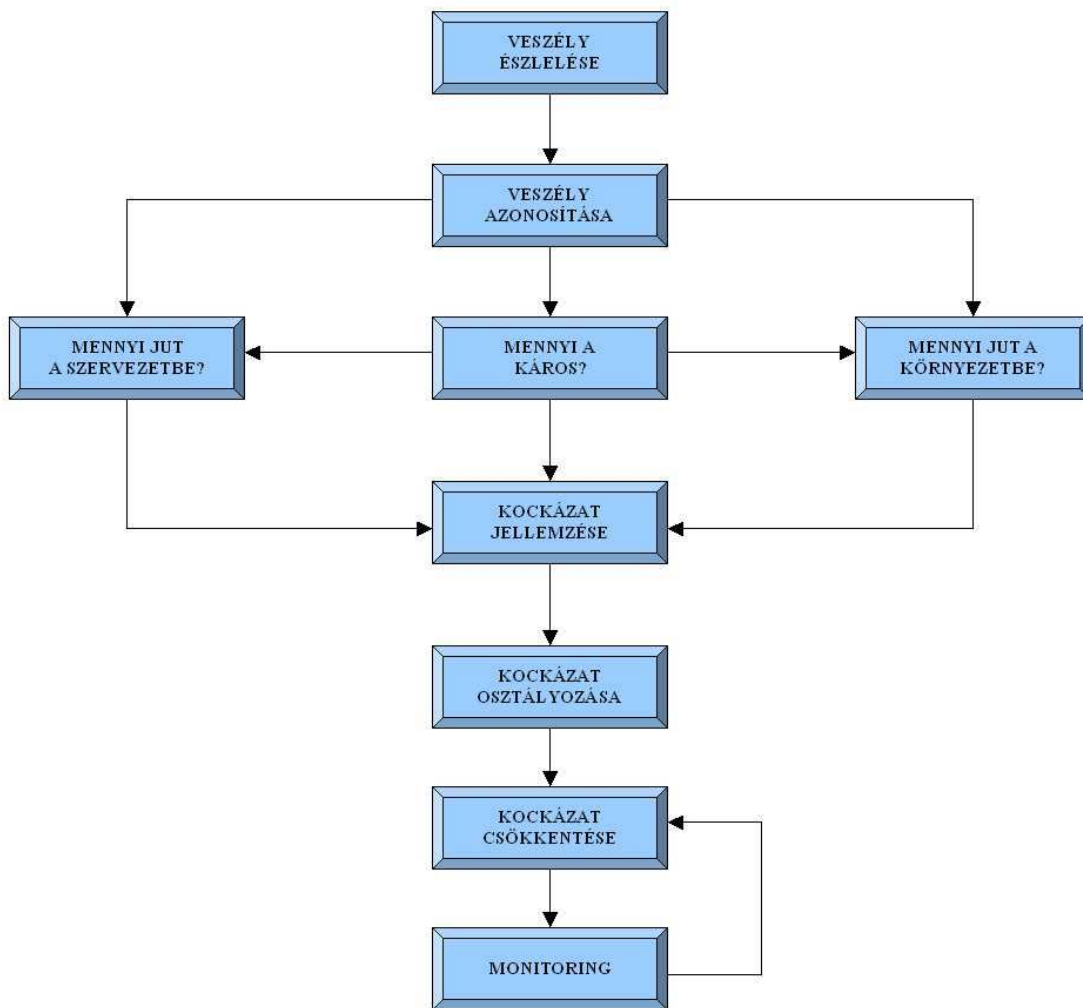 VESZÉLY
ÉSZLELÉSE
VESZÉLY
AZONOSÍTÁSA
MENNYI JUT
A SZERVEZETBE?
MENNYI A
KÁROS?
MENNYI JUT A
KÖRNYEZETBE?
KOCKÁZAT
JELLEMZÉSE
KOCKÁZAT
OSZTÁLYOZÁSA
KOCKÁZAT
CSÖKKENTÉSE
MONITORING